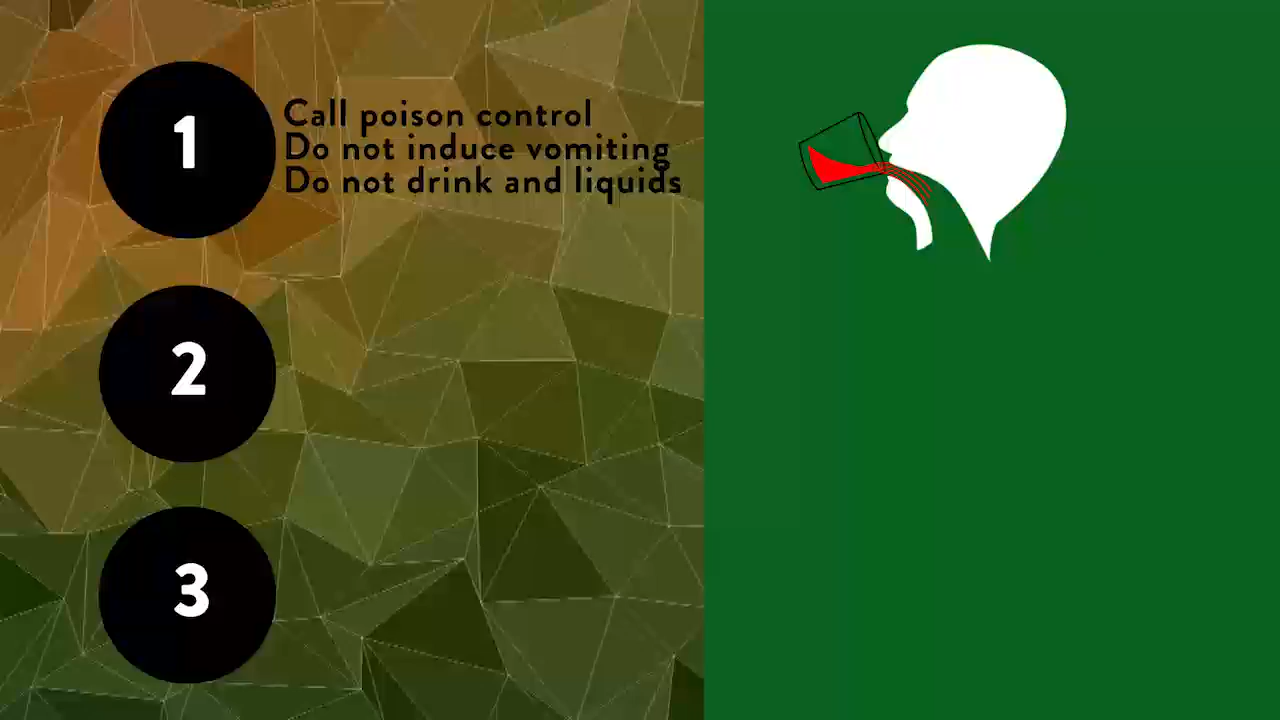 1
Call poison control
Do not induce vomiting
Do not drink and liquids
2
3